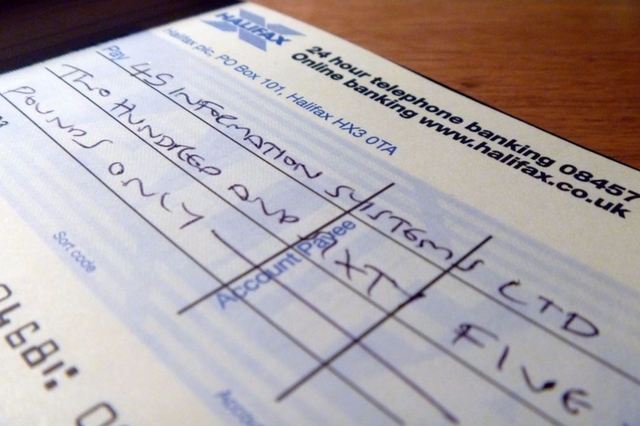 HALIFAX
24 hour telephone banking 08457
Online banking www.halifax.co.uk
Halifax plc, PO Box 101, Halifax HX3 0TA
Pay 4S INFORMATION SYSTEMS LTD
TWO HUNDRED AND SIXTY FIVE
POUNDS ONLY
Account Payee
Sort code